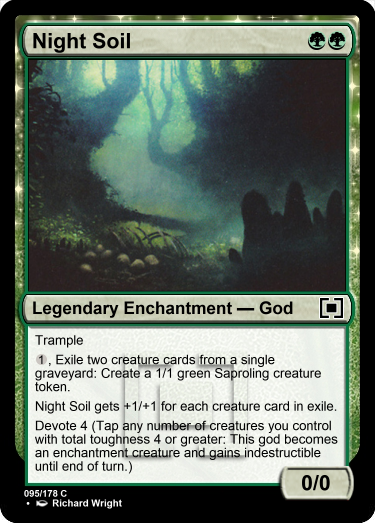 Night Soil
Legendary Enchantment — God
Trample
1, Exile two creature cards from a single
graveyard: Create a 1/1 green Saproling creature
token.
Night Soil gets +1/+1 for each creature card in exile.
Devote 4 (Tap any number of creatures you control
with total toughness 4 or greater: This god becomes
an enchantment creature and gains indestructible
until end of turn.)
0/0
095/178 C
• Richard Wright